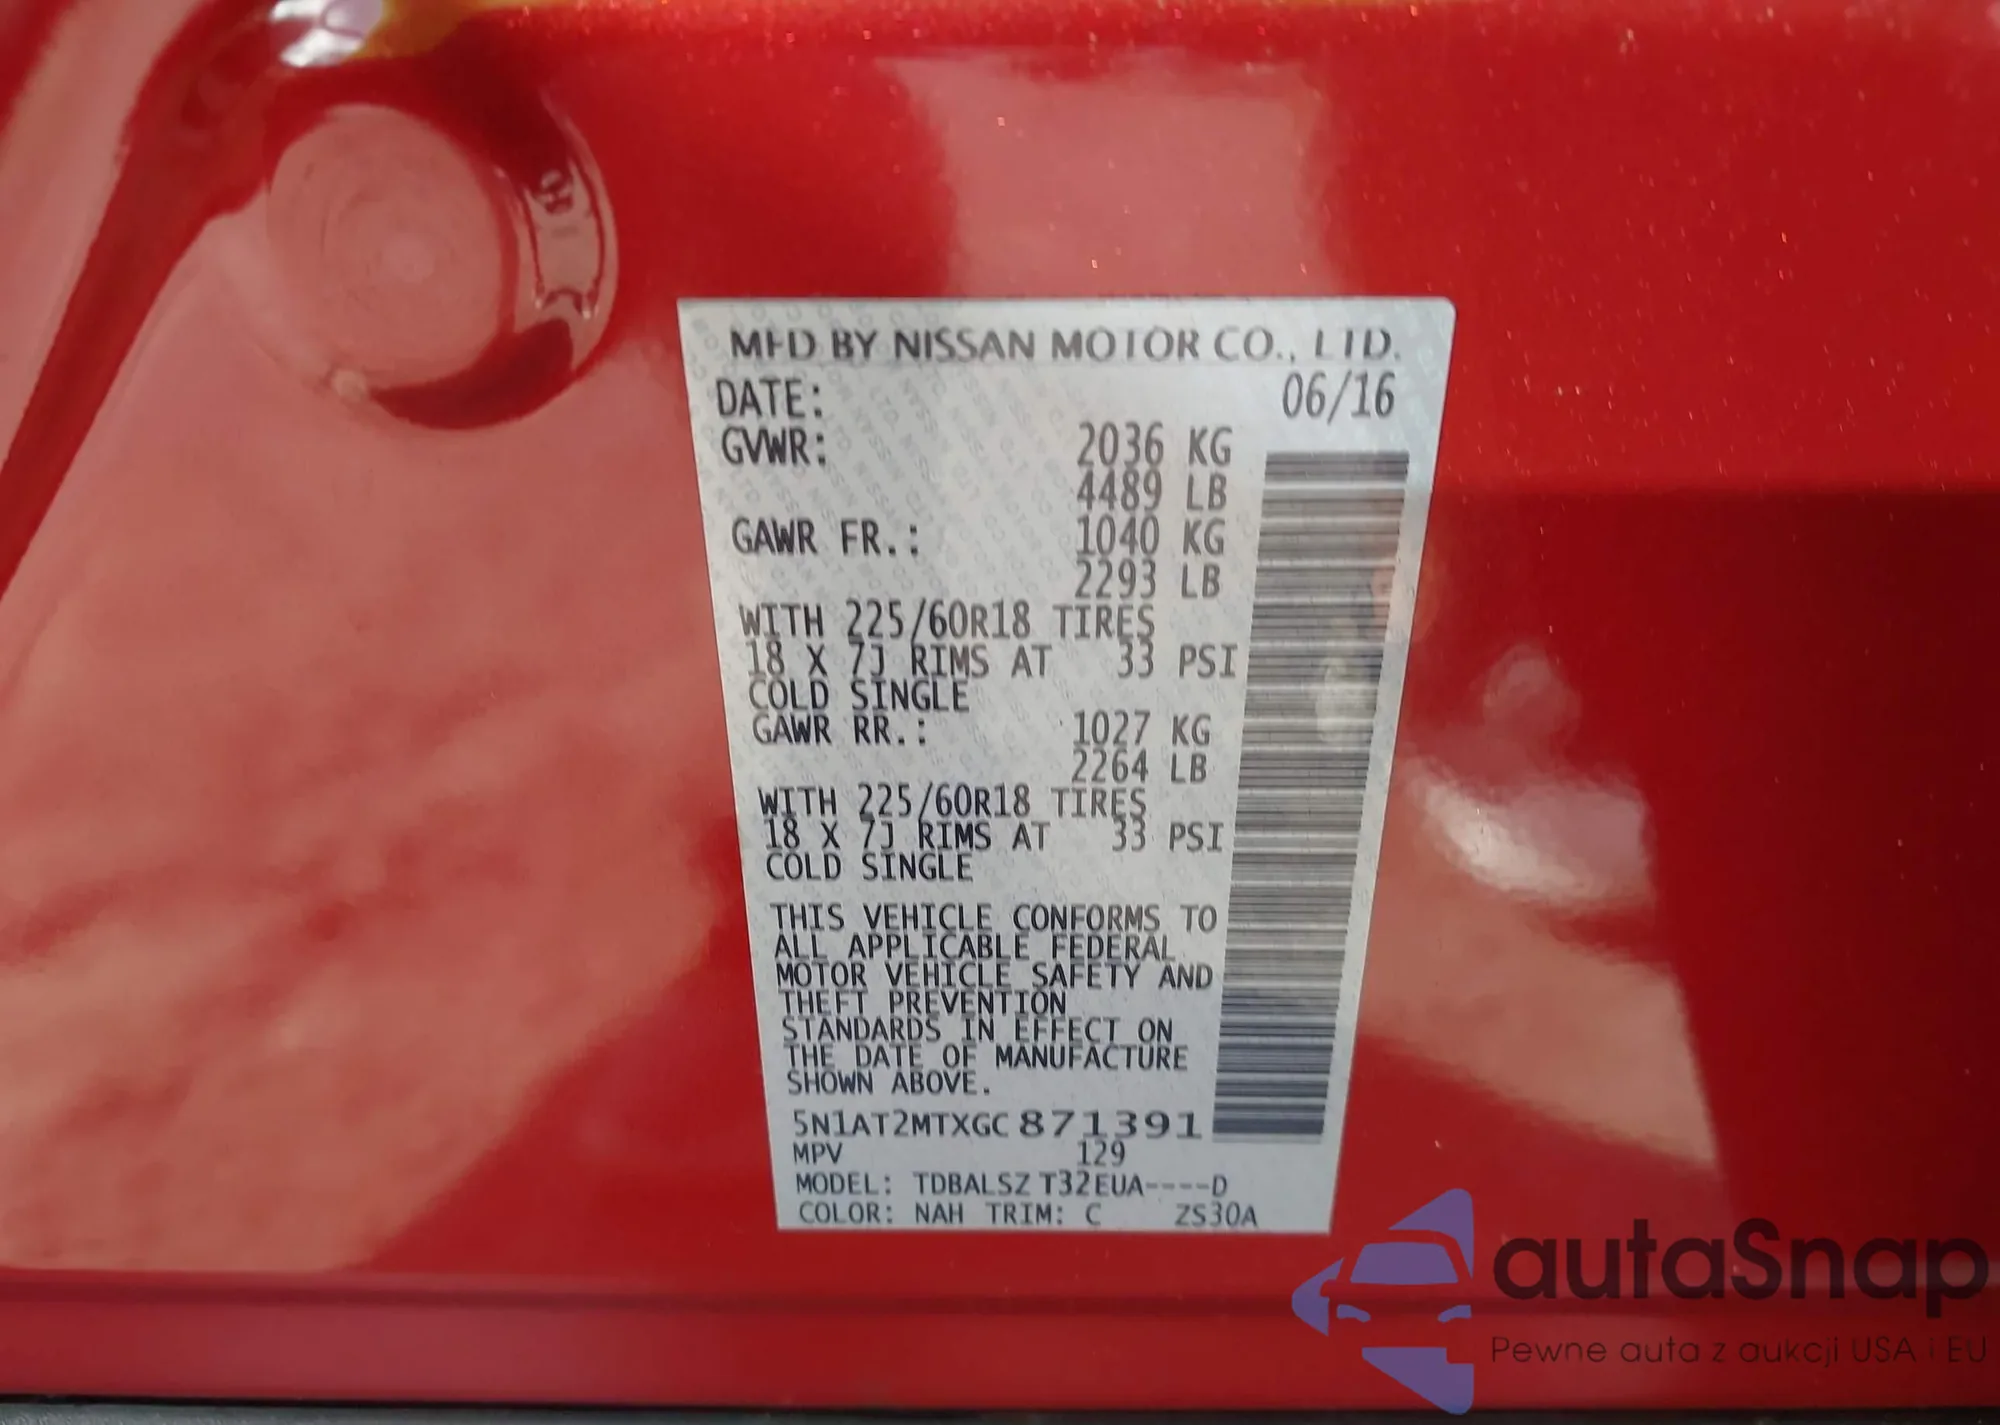 MFD BY NISSAN MOTOR CO., LTD.
DATE: 06/16
GVWR: 2036 KG
4489 LB
GAWR FR.: 1040 KG
2293 LB
WITH 225/60R18 TIRES
18 X 7J RIMS AT 33 PSI
COLD SINGLE
GAWR RR.: 1027 KG
2264 LB
WITH 225/60R18 TIRES
18 X 7J RIMS AT 33 PSI
COLD SINGLE
THIS VEHICLE CONFORMS TO
ALL APPLICABLE FEDERAL
MOTOR VEHICLE SAFETY AND
THEFT PREVENTION
STANDARDS IN EFFECT ON
THE DATE OF MANUFACTURE
SHOWN ABOVE.
5N1AT2MTXGC871391
MPV 129
MODEL: TDBALSZ T32EUA----D
COLOR: NAH TRIM: C ZS30A
autaSnap
Pewne auta z aukcji USA i EU